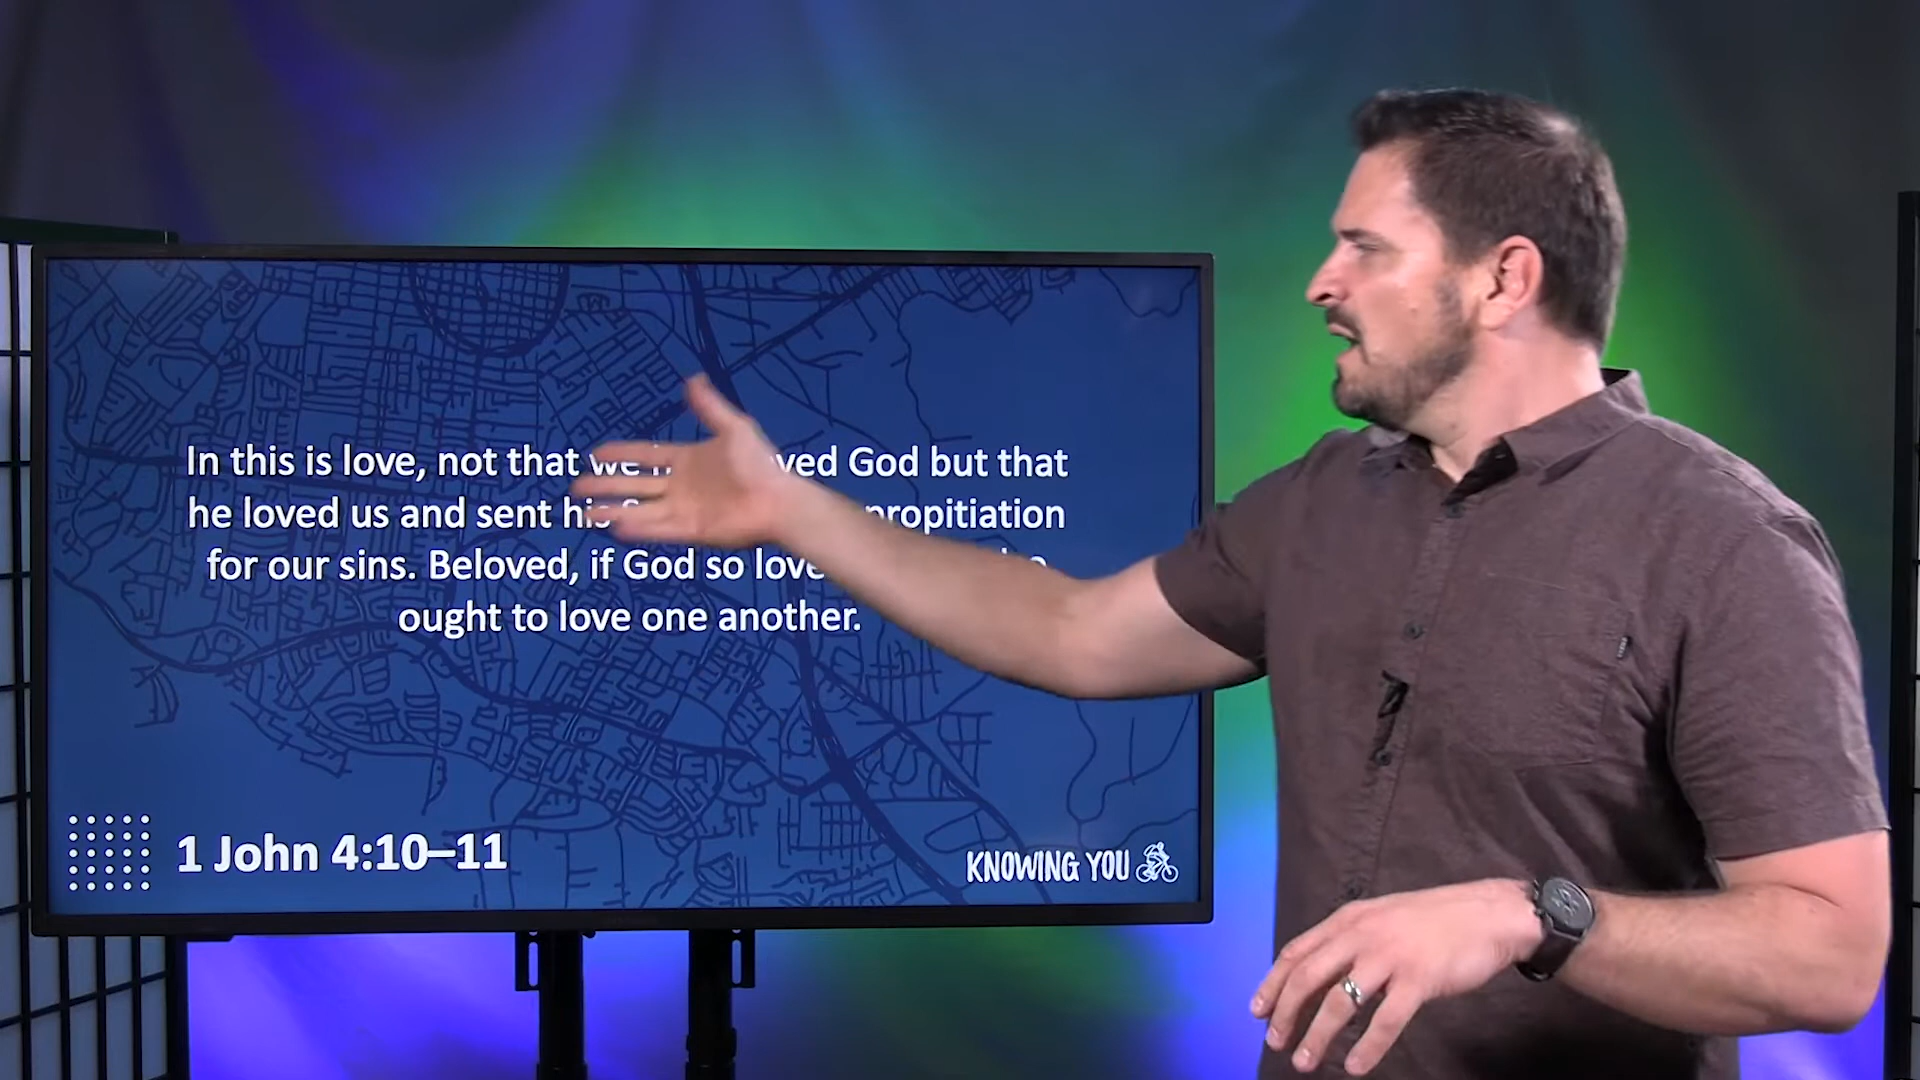 In this is love, not that we ved God but that
he loved us and sent his propitiation
for our sins. Beloved, if God so love
ought to love one another.
1 John 4:10–11
KNOWING YOU